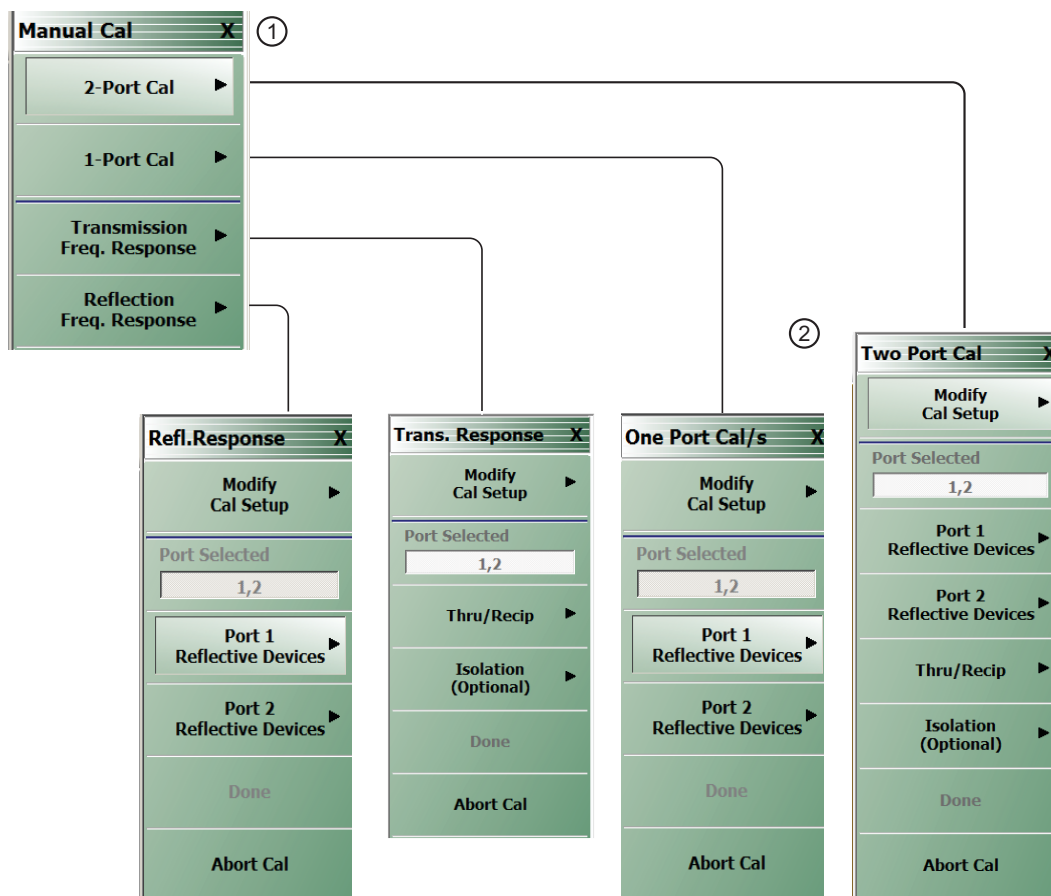 Manual Cal X
1
2-Port Cal
1-Port Cal
Transmission
Freq. Response
Reflection
Freq. Response
Refl.Response X
Modify
Cal Setup
Port Selected
1,2
Port 1
Reflective Devices
Port 2
Reflective Devices
Done
Abort Cal
Trans. Response X
Modify
Cal Setup
Port Selected
1,2
Thru/Recip
Isolation
(Optional)
Done
Abort Cal
One Port Cal/s X
Modify
Cal Setup
Port Selected
1,2
Port 1
Reflective Devices
Port 2
Reflective Devices
Done
Abort Cal
2
Two Port Cal X
Modify
Cal Setup
Port Selected
1,2
Port 1
Reflective Devices
Port 2
Reflective Devices
Thru/Recip
Isolation
(Optional)
Done
Abort Cal